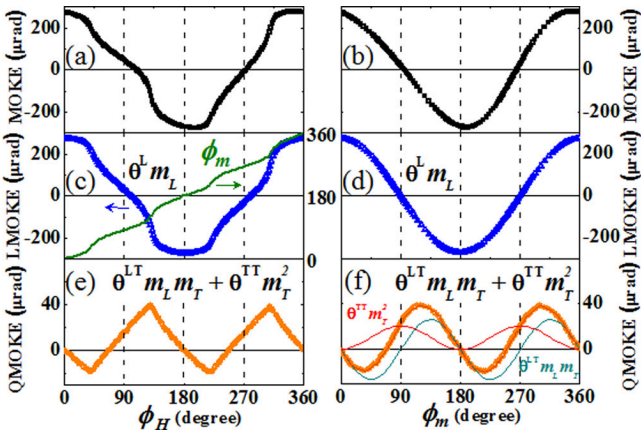 200
0
-200
MOKE (μrad)
(a)
(b)
200
0
-200
MOKE (μrad)
200
0
-200
LMOKE (μrad)
(c)
θ^L m_L
ϕ_m
360
180
0
(d)
θ^L m_L
200
0
-200
LMOKE (μrad)
40
0
QMOKE (μrad)
(e)
θ^LT m_L m_T + θ^TT m_T^2
(f)
θ^LT m_L m_T + θ^TT m_T^2
θ^TT m_T^2
θ^LT m_L m_T
40
0
QMOKE (μrad)
0 90 180 270 360
ϕ_H (degree)
0 90 180 270 360
ϕ_m (degree)